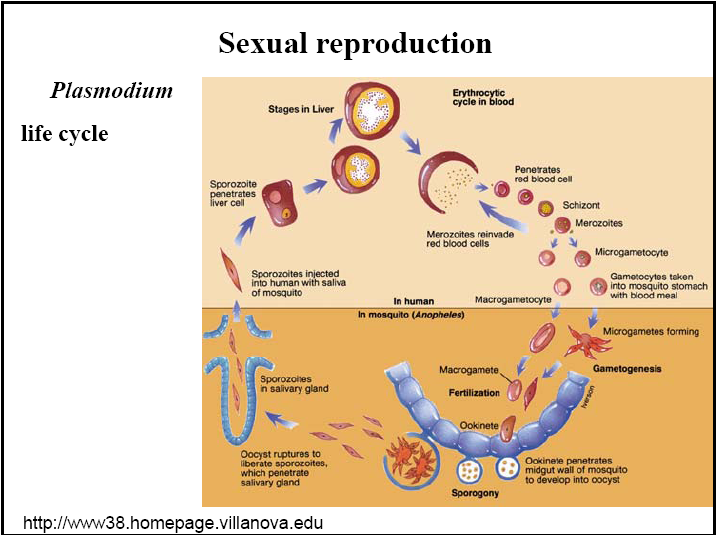 Sexual reproduction
Plasmodium
life cycle
Stages in Liver
Erythrocytic
cycle in blood
Sporozoite
penetrates
liver cell
Penetrates
red blood cell
Schizont
Merozoites
Merozoites reinvade
red blood cells
Microgametocyte
Sporozoites injected
into human with saliva
of mosquito
Gametocytes taken
into mosquito stomach
with blood meal
In human
Macrogametocyte
In mosquito (Anopheles)
Microgametes forming
Macrogamete
Gametogenesis
Sporozoites
in salivary gland
Fertilization
Iverson
Ookinete
Oocyst ruptures to
liberate sporozoites,
which penetrate
salivary gland
Ookinete penetrates
midgut wall of mosquito
to develop into oocyst
Sporogony
http://www38.homepage.villanova.edu